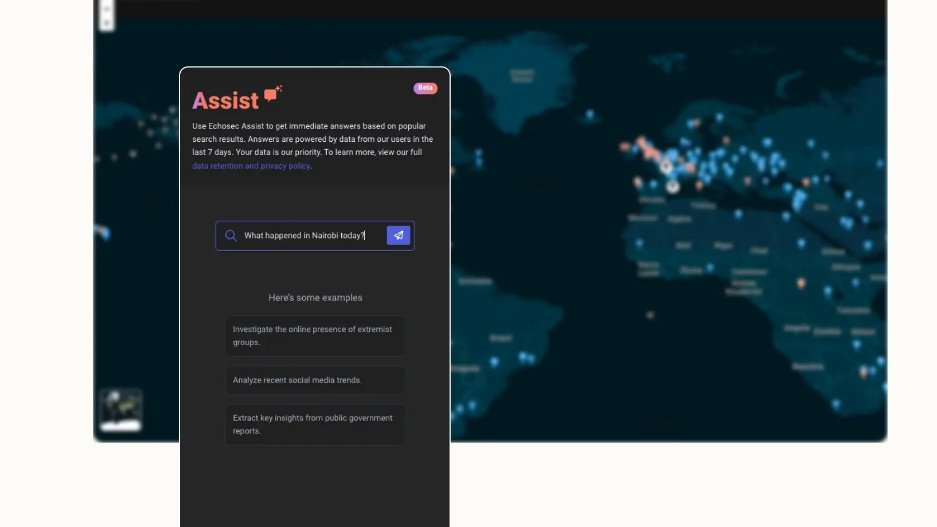 Assist
Beta
Use Echosec Assist to get immediate answers based on popular
search results. Answers are powered by data from our users in the
last 7 days. Your data is our priority. To learn more, view our full
data retention and privacy policy.
What happened in Nairobi today?
Here's some examples
Investigate the online presence of extremist
groups.
Analyze recent social media trends.
Extract key insights from public government
reports.